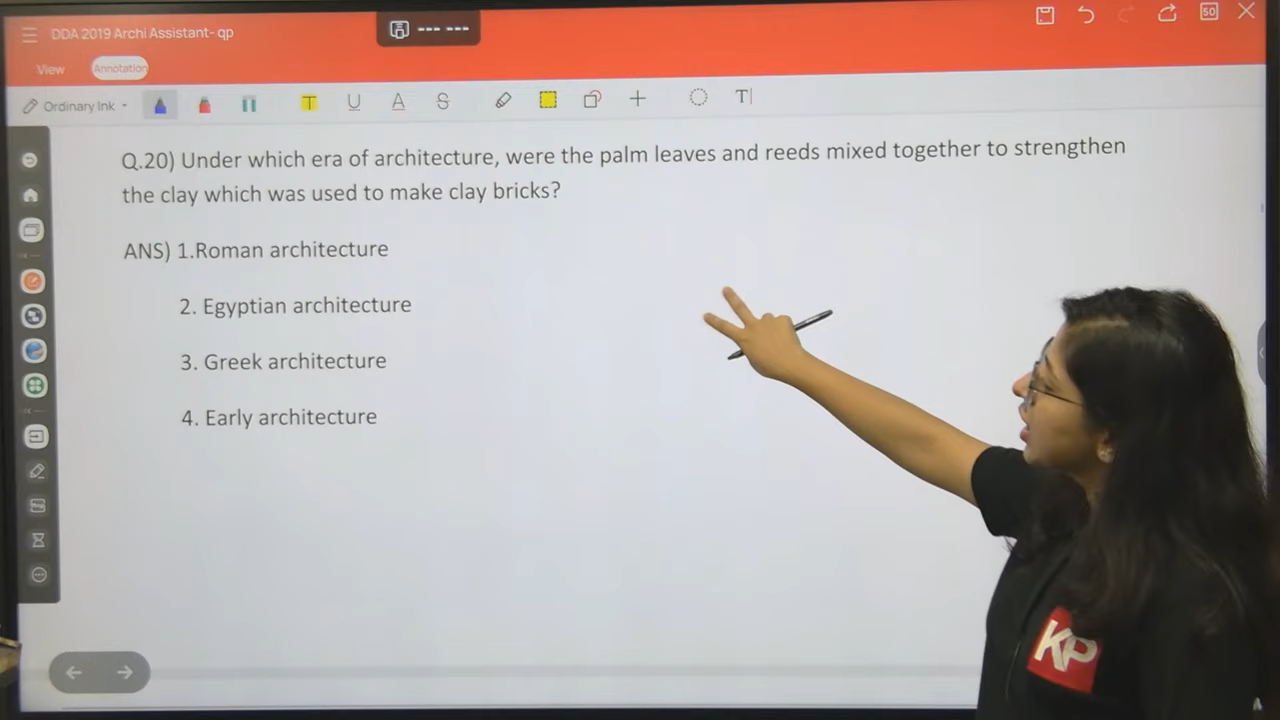 DDA 2019 Archi Assistant- qp
50
View
Annotation
Ordinary Ink
T U A S T
Q.20) Under which era of architecture, were the palm leaves and reeds mixed together to strengthen
the clay which was used to make clay bricks?
ANS) 1.Roman architecture
2. Egyptian architecture
3. Greek architecture
4. Early architecture
KP